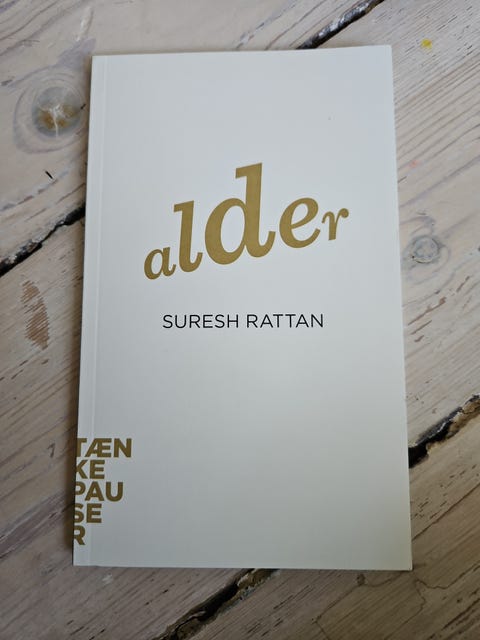 alder
SURESH RATTAN
TÆN
KE
PAU
SE
R